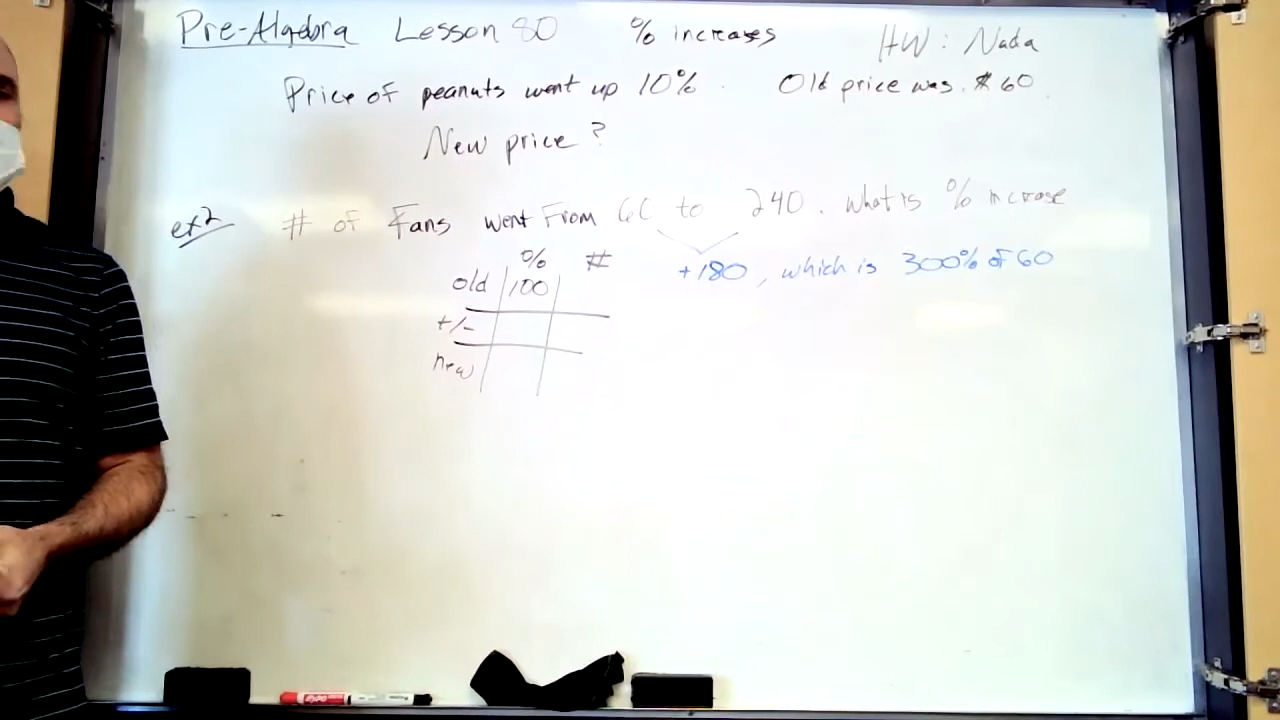 Pre-Algebra Lesson 80 % increases HW: Nada
Price of peanuts went up 10%. Old price was $60.
New price?
ex2 # of Fans went From 60 to 240. What is % increase
% #
+180, which is 300% of 60
Old 100
+/-
new
EXPO